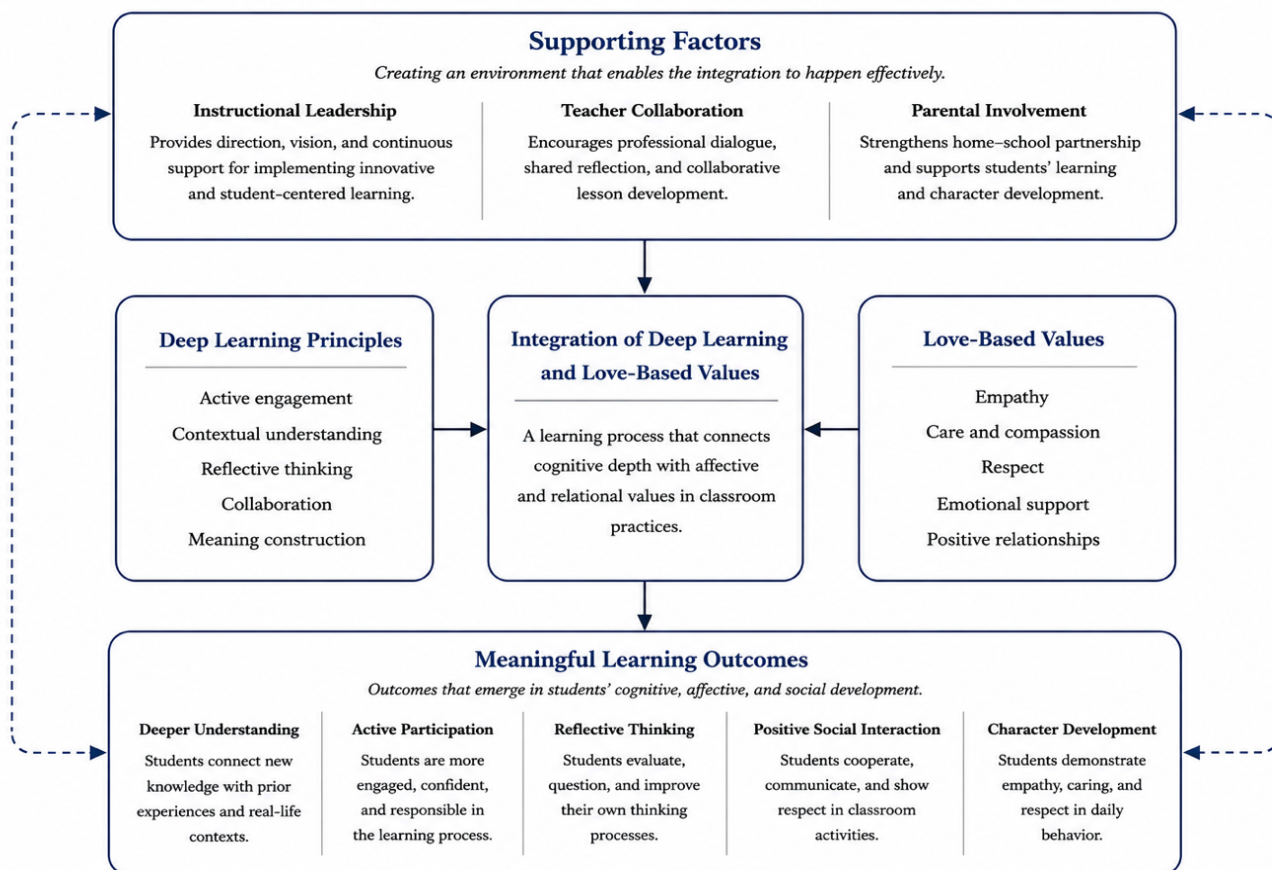 Supporting Factors
Creating an environment that enables the integration to happen effectively.
Instructional Leadership
Provides direction, vision, and continuous
support for implementing innovative
and student-centered learning.
Teacher Collaboration
Encourages professional dialogue,
shared reflection, and collaborative
lesson development.
Parental Involvement
Strengthens home–school partnership
and supports students’ learning
and character development.
Deep Learning Principles
Active engagement
Contextual understanding
Reflective thinking
Collaboration
Meaning construction
Integration of Deep Learning
and Love-Based Values
A learning process that connects
cognitive depth with affective
and relational values in classroom
practices.
Love-Based Values
Empathy
Care and compassion
Respect
Emotional support
Positive relationships
Meaningful Learning Outcomes
Outcomes that emerge in students’ cognitive, affective, and social development.
Deeper Understanding
Students connect new
knowledge with prior
experiences and real-life
contexts.
Active Participation
Students are more
engaged, confident,
and responsible in
the learning process.
Reflective Thinking
Students evaluate,
question, and improve
their own thinking
processes.
Positive Social Interaction
Students cooperate,
communicate, and show
respect in classroom
activities.
Character Development
Students demonstrate
empathy, caring, and
respect in daily
behavior.